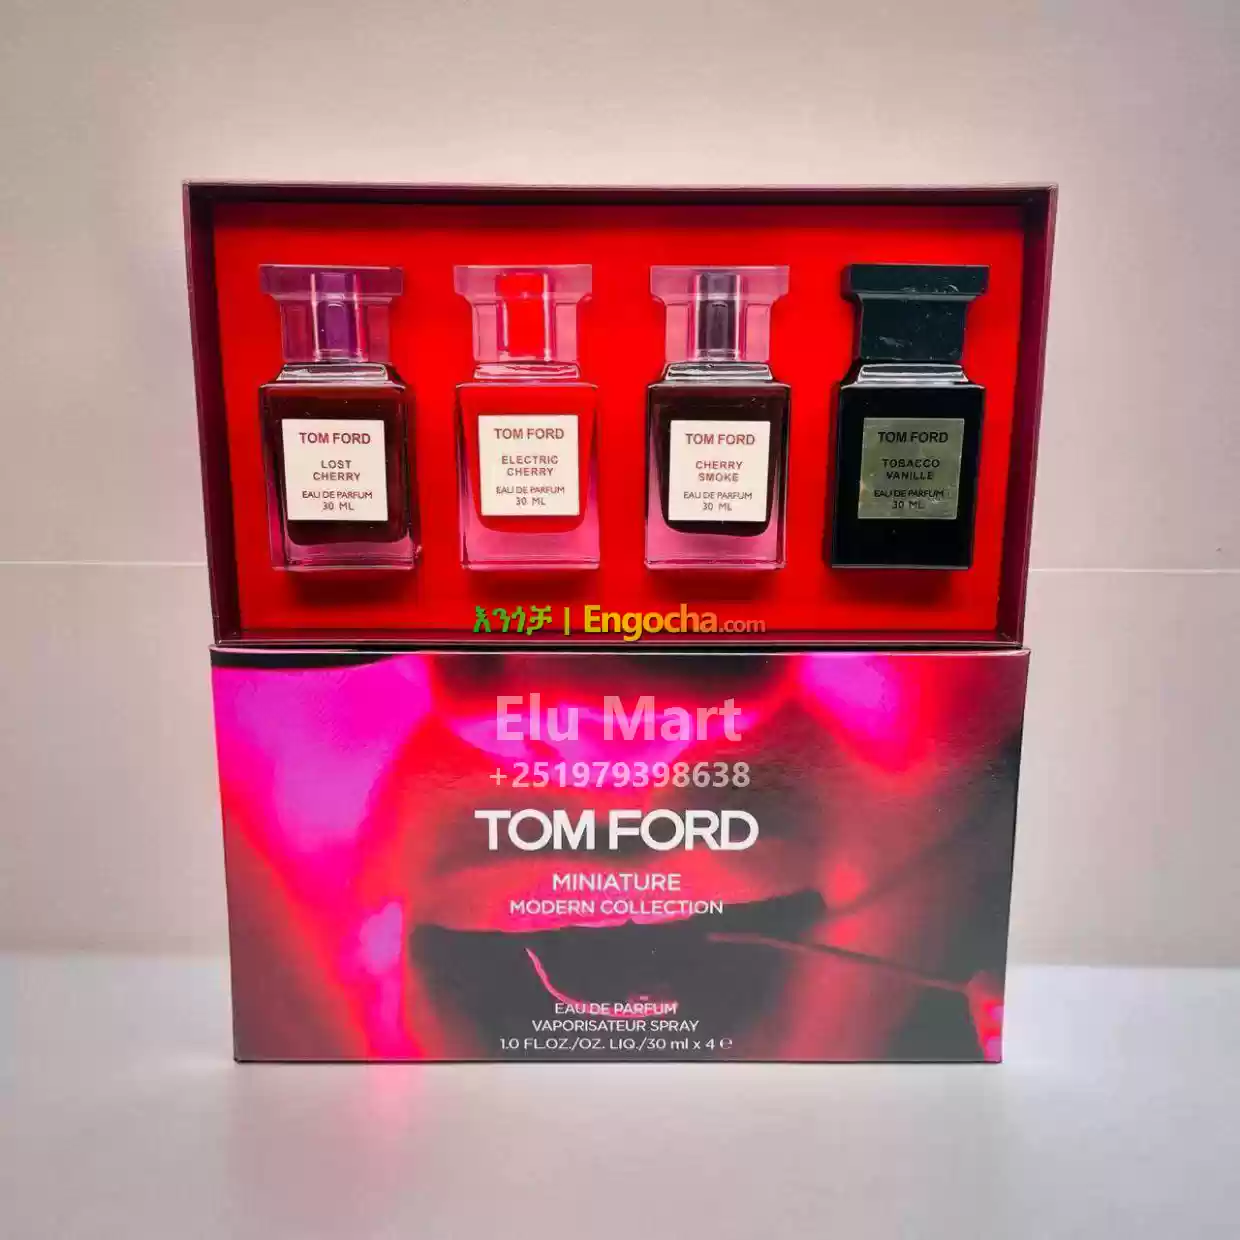 TOM FORD
LOST
CHERRY
EAU DE PARFUM
30 ML
TOM FORD
ELECTRIC
CHERRY
EAU DE PARFUM
30 ML
TOM FORD
CHERRY
SMOKE
EAU DE PARFUM
30 ML
TOM FORD
TOBACCO
VANILLE
EAU DE PARFUM
30 ML
እንጎቻ | Engocha.com
Elu Mart
+251979398638
TOM FORD
MINIATURE
MODERN COLLECTION
EAU DE PARFUM
VAPORISATEUR SPRAY
1.0 FL.OZ./OZ. LIQ./30 ml x 4 ℮